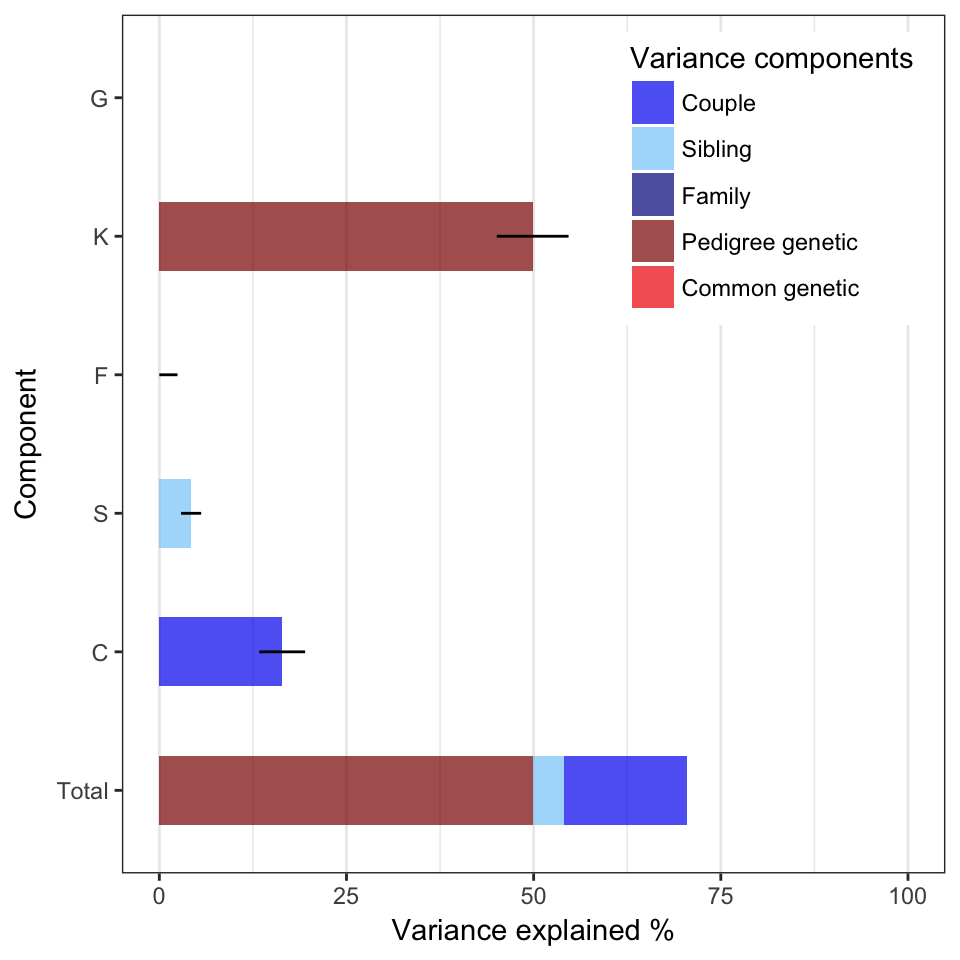 Variance components
Couple
Sibling
Family
Pedigree genetic
Common genetic
Component
G
K
F
S
C
Total
0 25 50 75 100
Variance explained %